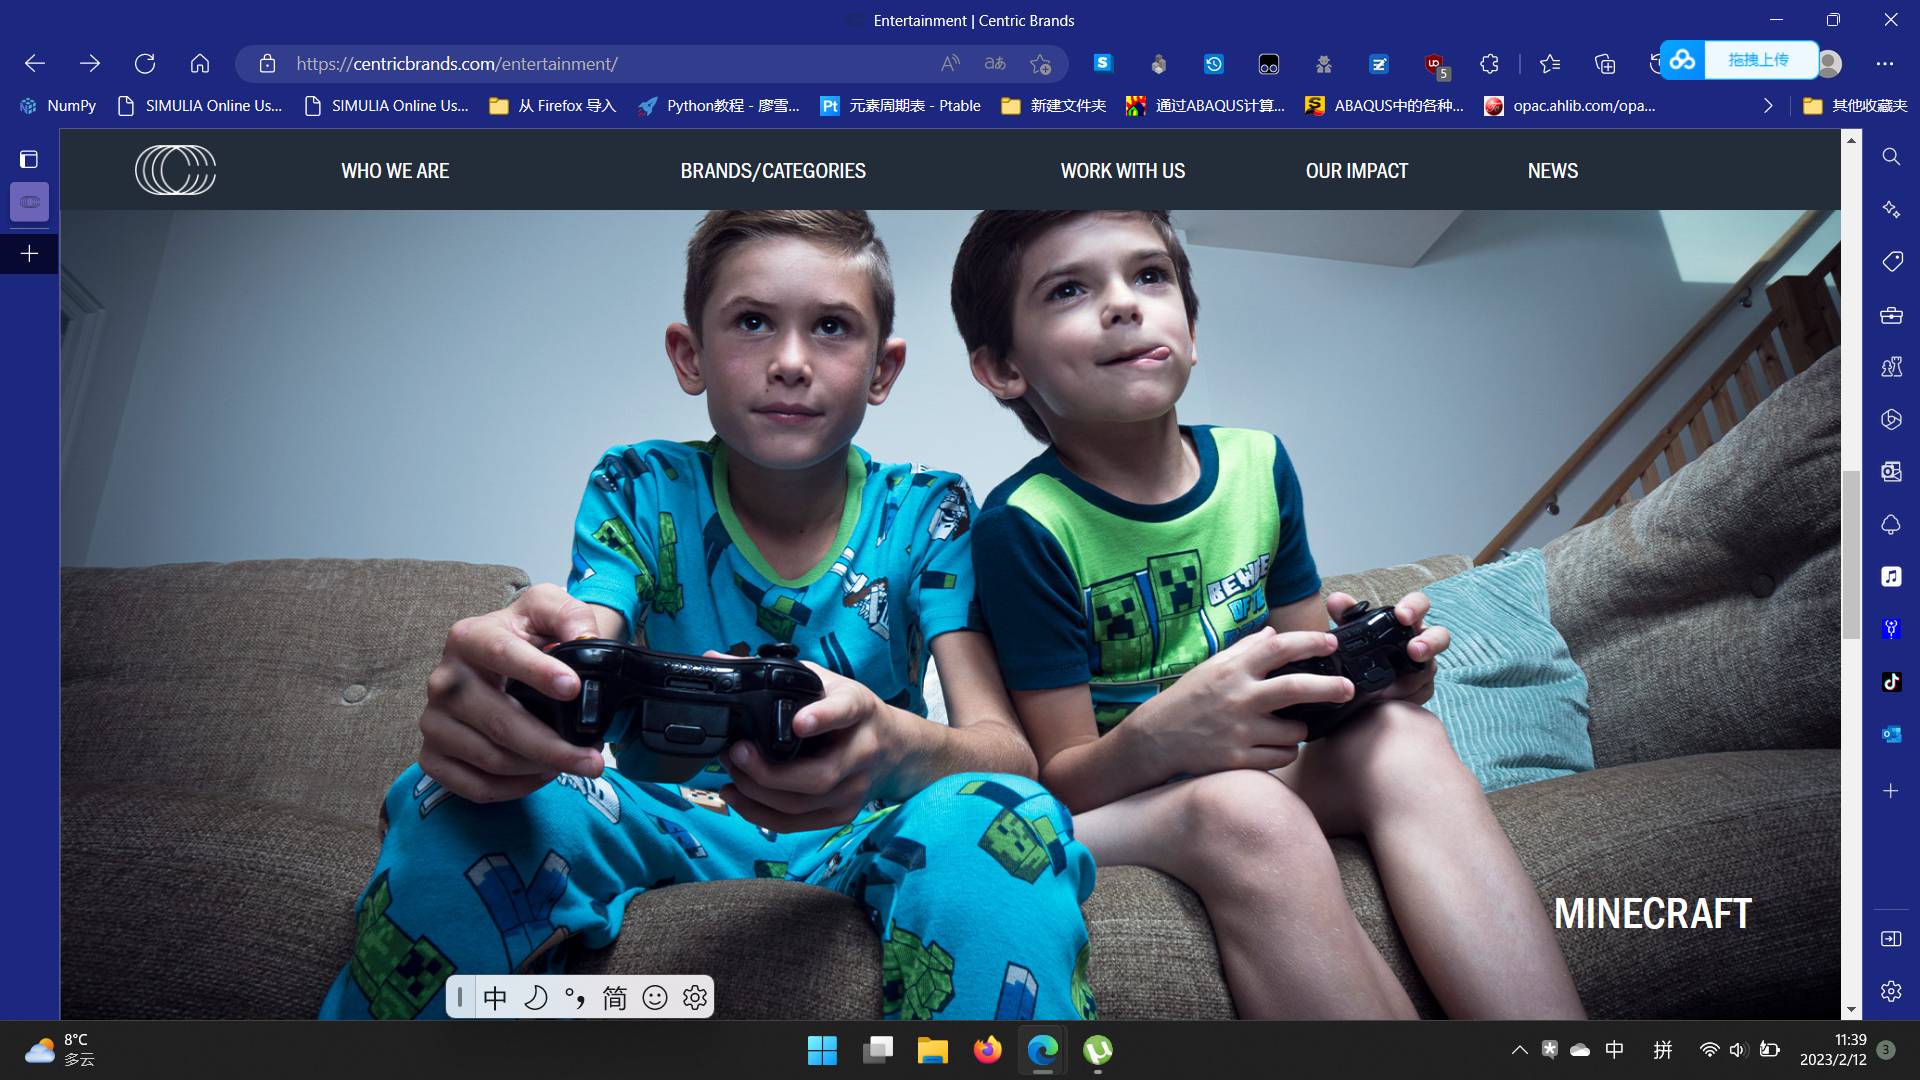 Entertainment | Centric Brands
https://centricbrands.com/entertainment/
5
拖拽上传
NumPy
SIMULIA Online Us...
SIMULIA Online Us...
从 Firefox 导入
Python教程 - 廖雪...
Pt
元素周期表 - Ptable
新建文件夹
通过ABAQUS计算...
ABAQUS中的各种...
opac.ahlib.com/opa...
其他收藏夹
WHO WE ARE
BRANDS/CATEGORIES
WORK WITH US
OUR IMPACT
NEWS
BEWARE
OF THE
MINECRAFT
中
简
8°C
多云
中
拼
11:39
2023/2/12
3